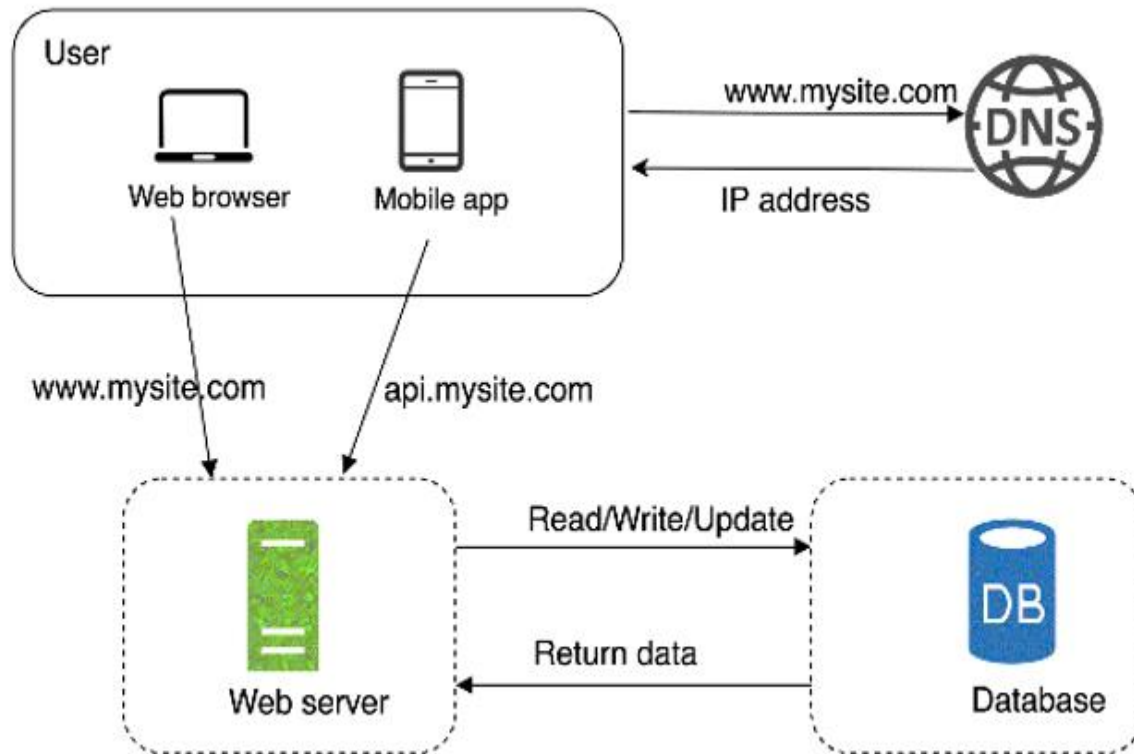 User
www.mysite.com
DNS
Web browser
Mobile app
IP address
www.mysite.com
api.mysite.com
Read/Write/Update
DB
Return data
Web server
Database